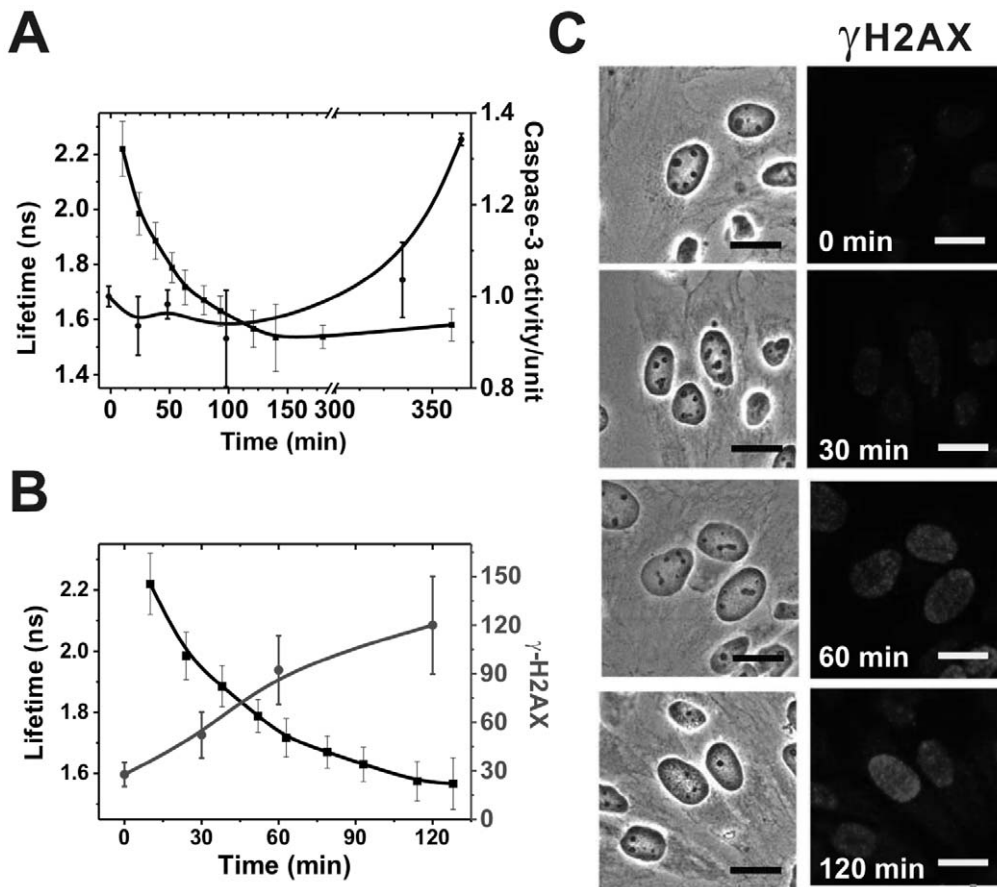 A
2.2
2.0
1.8
1.6
1.4
Lifetime (ns)
1.4
1.2
1.0
0.8
Caspase-3 activity/unit
0 50 100 150 300 350
Time (min)
B
2.2
2.0
1.8
1.6
Lifetime (ns)
150
120
90
60
30
0
γ-H2AX
0 30 60 90 120
Time (min)
C
γH2AX
0 min
30 min
60 min
120 min